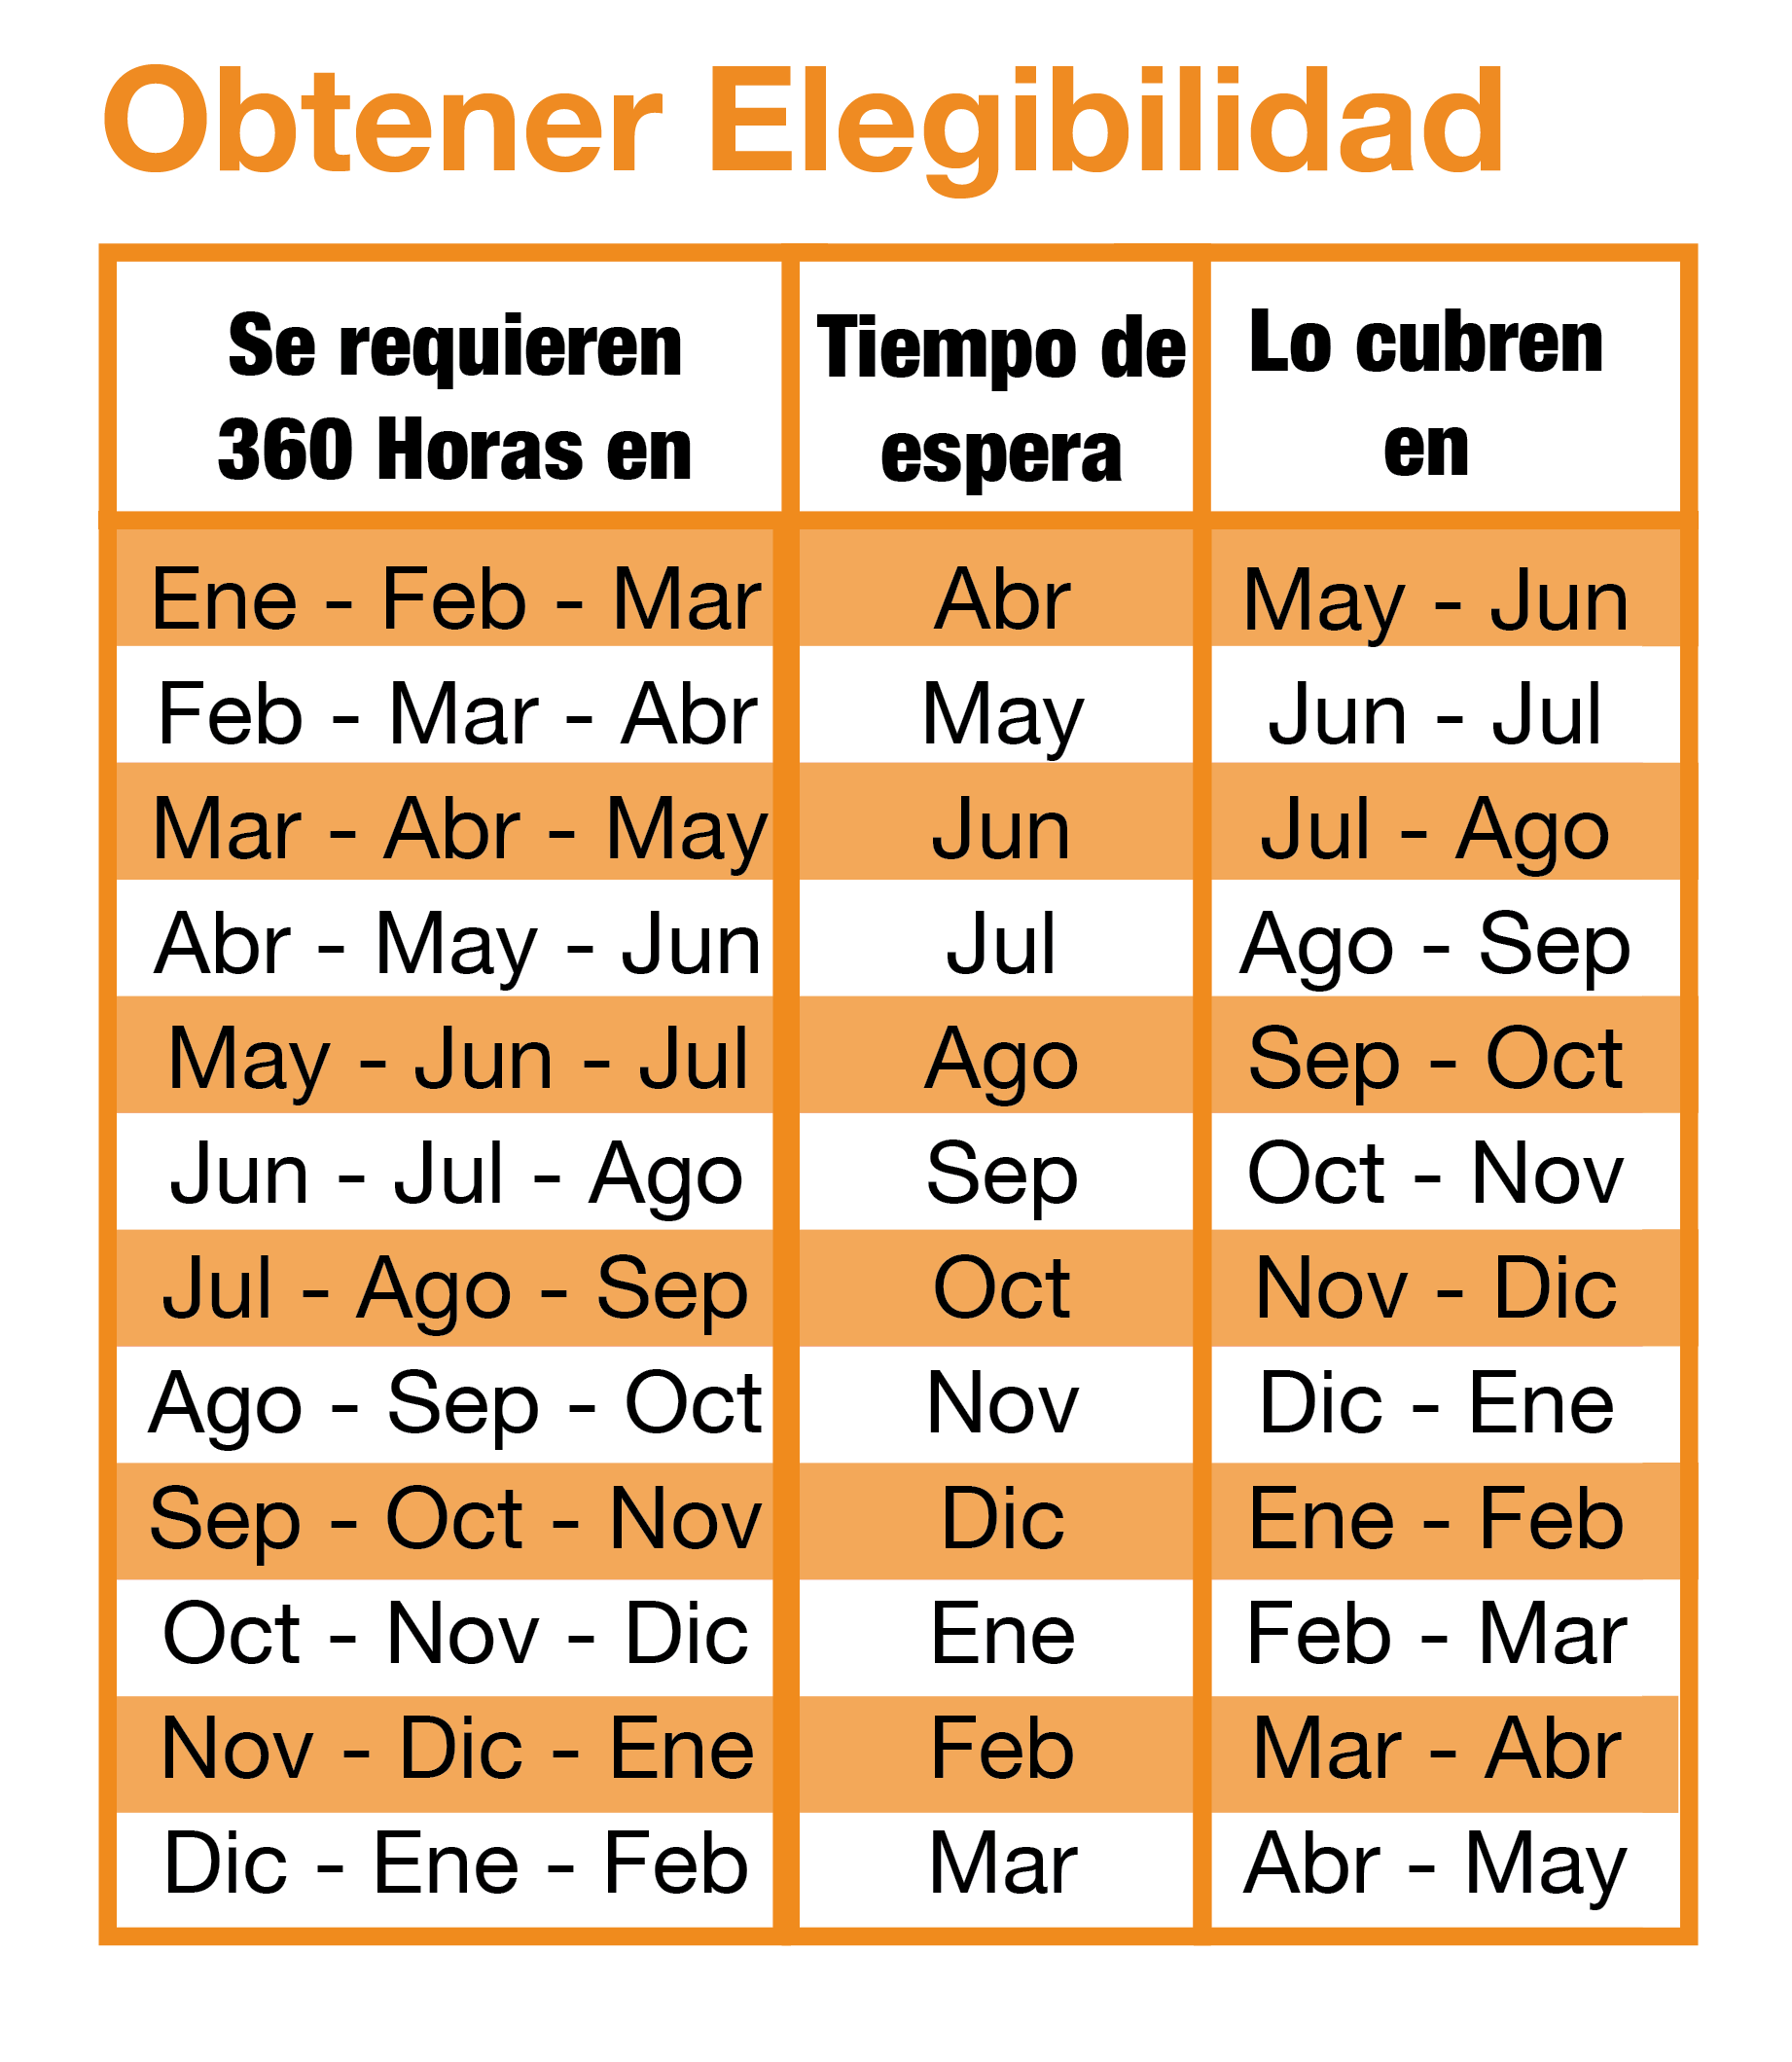 Obtener Elegibilidad
Se requieren
360 Horas en
Tiempo de
espera
Lo cubren
en
Ene - Feb - Mar Abr May - Jun
Feb - Mar - Abr May Jun - Jul
Mar - Abr - May Jun Jul - Ago
Abr - May - Jun Jul Ago - Sep
May - Jun - Jul Ago Sep - Oct
Jun - Jul - Ago Sep Oct - Nov
Jul - Ago - Sep Oct Nov - Dic
Ago - Sep - Oct Nov Dic - Ene
Sep - Oct - Nov Dic Ene - Feb
Oct - Nov - Dic Ene Feb - Mar
Nov - Dic - Ene Feb Mar - Abr
Dic - Ene - Feb Mar Abr - May